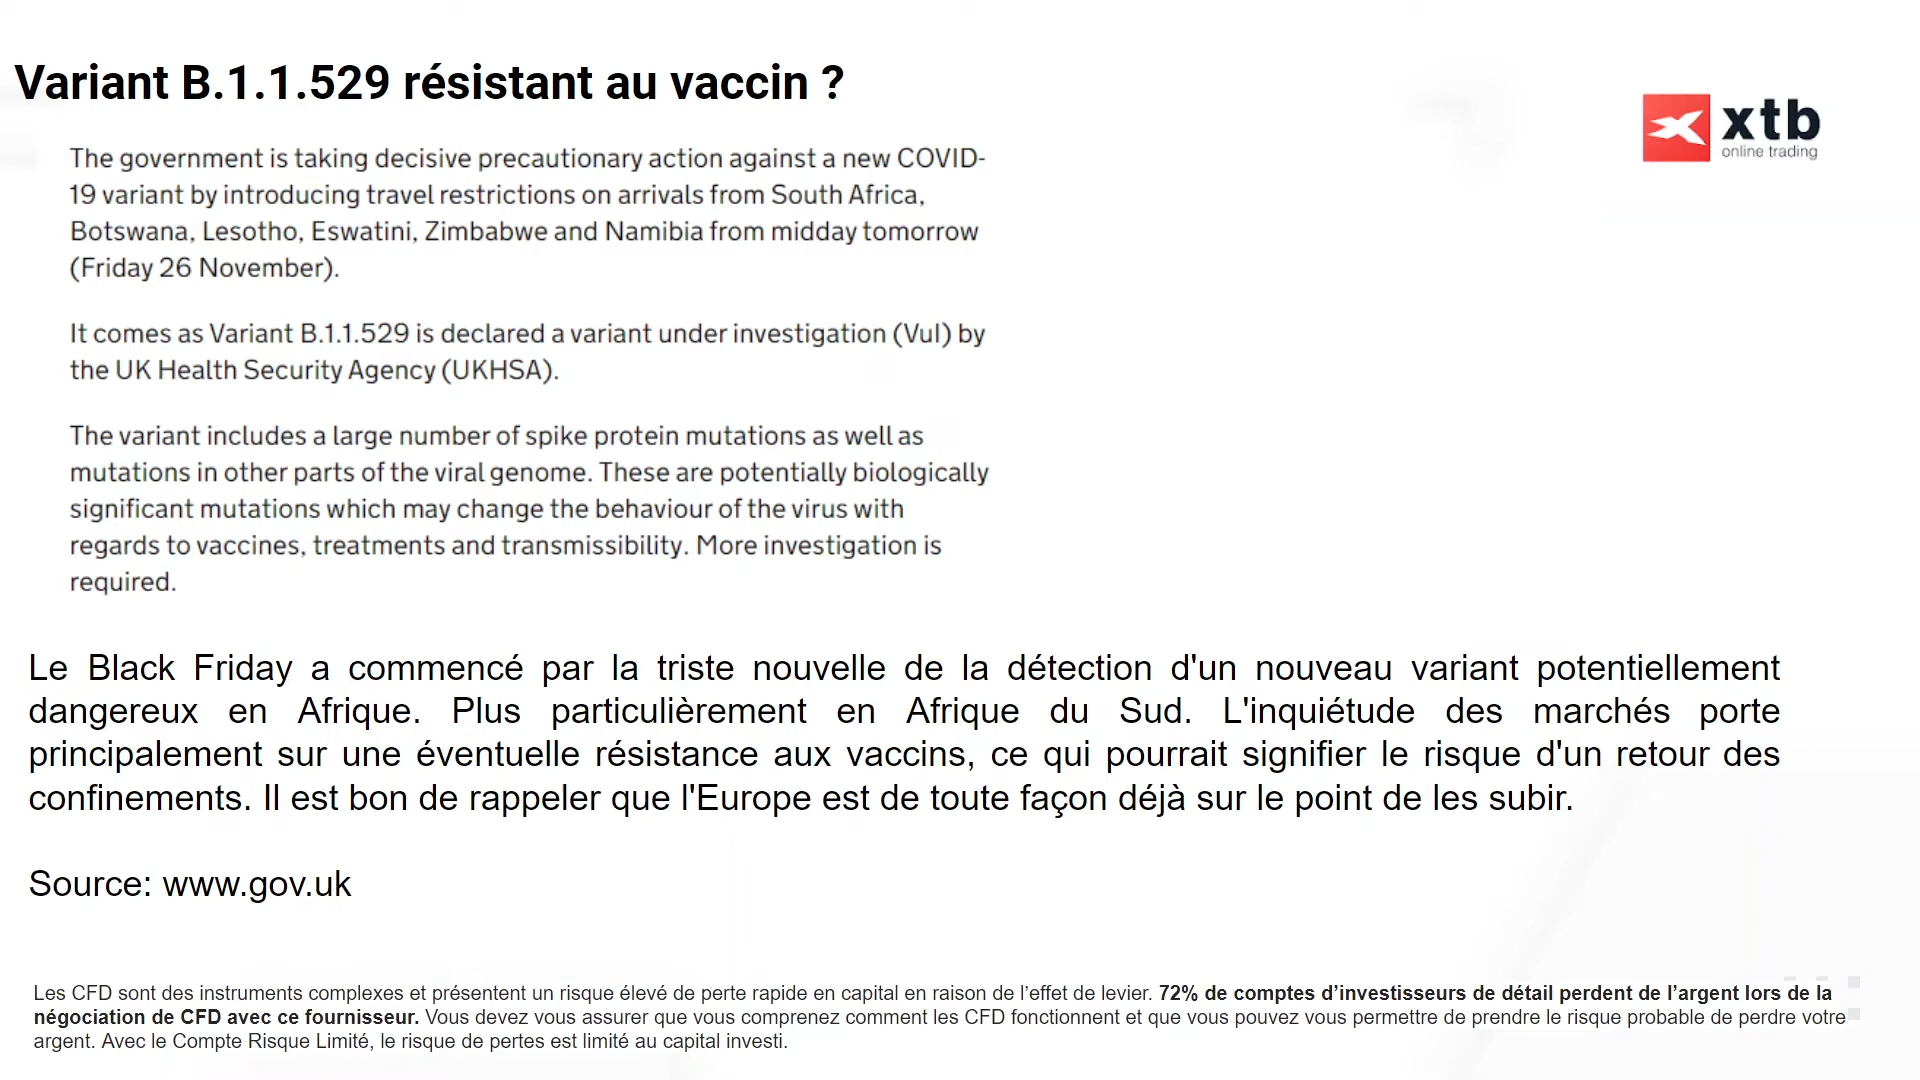 Variant B.1.1.529 résistant au vaccin ?
xtb
online trading
The government is taking decisive precautionary action against a new COVID-
19 variant by introducing travel restrictions on arrivals from South Africa,
Botswana, Lesotho, Eswatini, Zimbabwe and Namibia from midday tomorrow
(Friday 26 November).
It comes as Variant B.1.1.529 is declared a variant under investigation (VuI) by
the UK Health Security Agency (UKHSA).
The variant includes a large number of spike protein mutations as well as
mutations in other parts of the viral genome. These are potentially biologically
significant mutations which may change the behaviour of the virus with
regards to vaccines, treatments and transmissibility. More investigation is
required.
Le Black Friday a commencé par la triste nouvelle de la détection d'un nouveau variant potentiellement
dangereux en Afrique. Plus particulièrement en Afrique du Sud. L'inquiétude des marchés porte
principalement sur une éventuelle résistance aux vaccins, ce qui pourrait signifier le risque d'un retour des
confinements. Il est bon de rappeler que l'Europe est de toute façon déjà sur le point de les subir.
Source: www.gov.uk
Les CFD sont des instruments complexes et présentent un risque élevé de perte rapide en capital en raison de l’effet de levier. 72% de comptes d’investisseurs de détail perdent de l’argent lors de la
négociation de CFD avec ce fournisseur. Vous devez vous assurer que vous comprenez comment les CFD fonctionnent et que vous pouvez vous permettre de prendre le risque probable de perdre votre
argent. Avec le Compte Risque Limité, le risque de pertes est limité au capital investi.